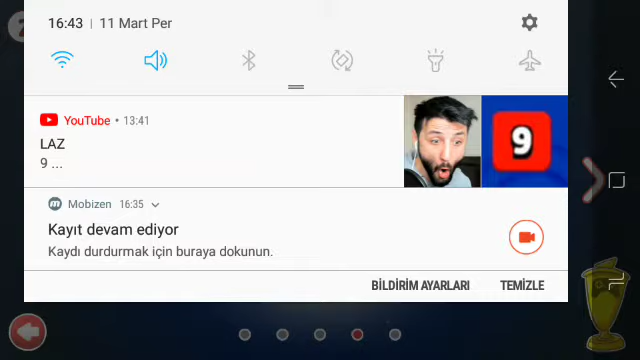 16:43 | 11 Mart Per
YouTube • 13:41
LAZ
9 ...
9
Mobizen 16:35
Kayıt devam ediyor
Kaydı durdurmak için buraya dokunun.
BİLDİRİM AYARLARI TEMİZLE